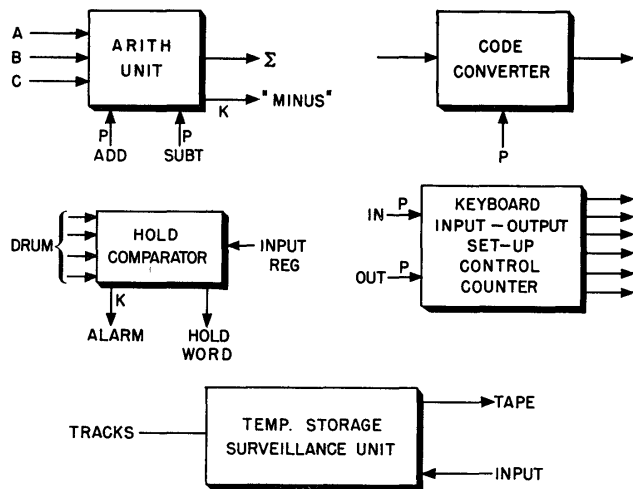 A
B
C
ARITH
UNIT
Σ
K
"MINUS"
P
P
ADD
SUBT
CODE
CONVERTER
P
DRUM
HOLD
COMPARATOR
INPUT
REG
K
ALARM
HOLD
WORD
IN
P
OUT
P
KEYBOARD
INPUT-OUTPUT
SET-UP
CONTROL
COUNTER
TRACKS
TEMP. STORAGE
SURVEILLANCE UNIT
TAPE
INPUT